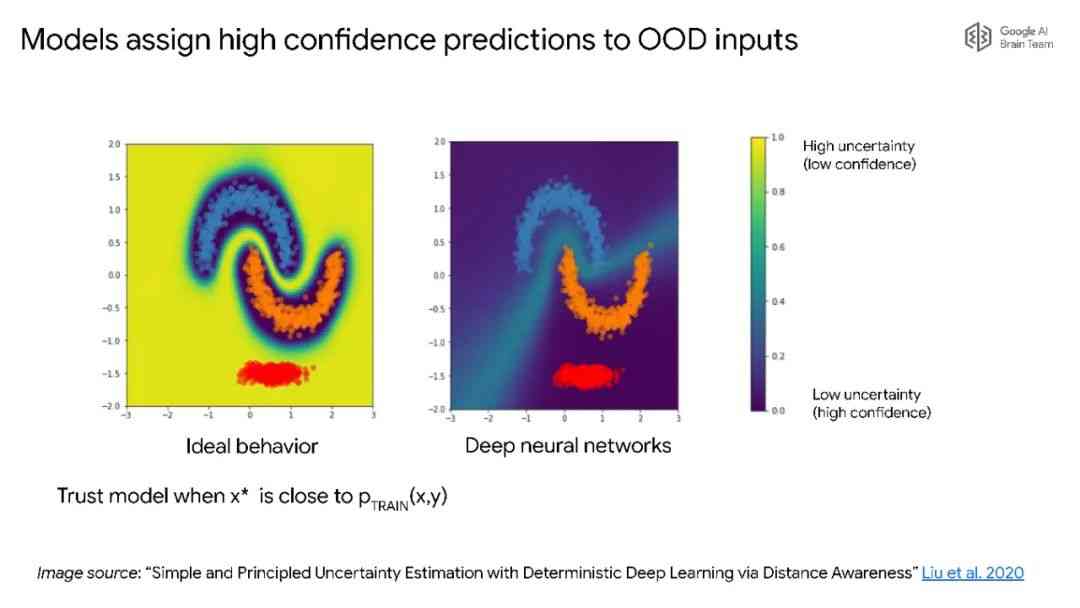 Models assign high confidence predictions to OOD inputs
Google AI
Brain Team
2.0
1.5
1.0
0.5
0.0
−0.5
−1.0
−1.5
−2.0
−3 −2 −1 0 1 2 3
Ideal behavior
2.0
1.5
1.0
0.5
0.0
−0.5
−1.0
−1.5
−2.0
−3 −2 −1 0 1 2 3
Deep neural networks
1.0
0.8
0.6
0.4
0.2
0.0
High uncertainty
(low confidence)
Low uncertainty
(high confidence)
Trust model when x* is close to pTRAIN(x,y)
Image source: “Simple and Principled Uncertainty Estimation with Deterministic Deep Learning via Distance Awareness” Liu et al. 2020